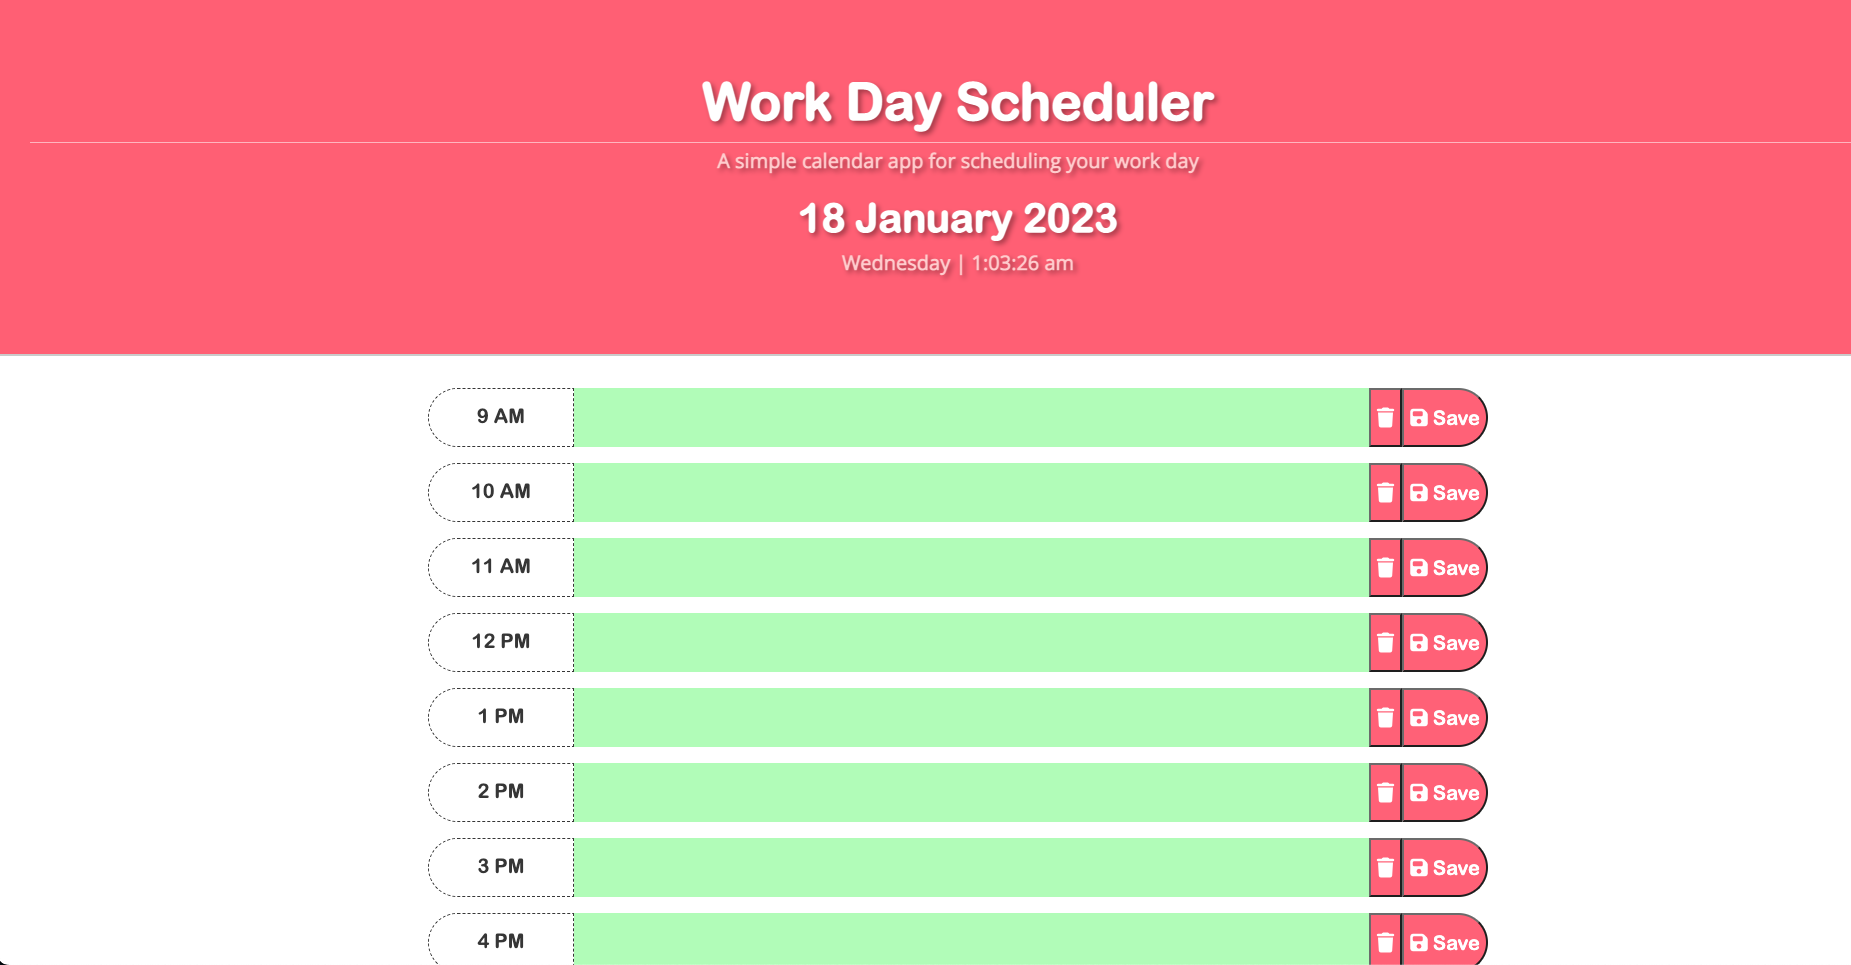 Work Day Scheduler
A simple calendar app for scheduling your work day
18 January 2023
Wednesday | 1:03:26 am
9 AM Save
10 AM Save
11 AM Save
12 PM Save
1 PM Save
2 PM Save
3 PM Save
4 PM Save